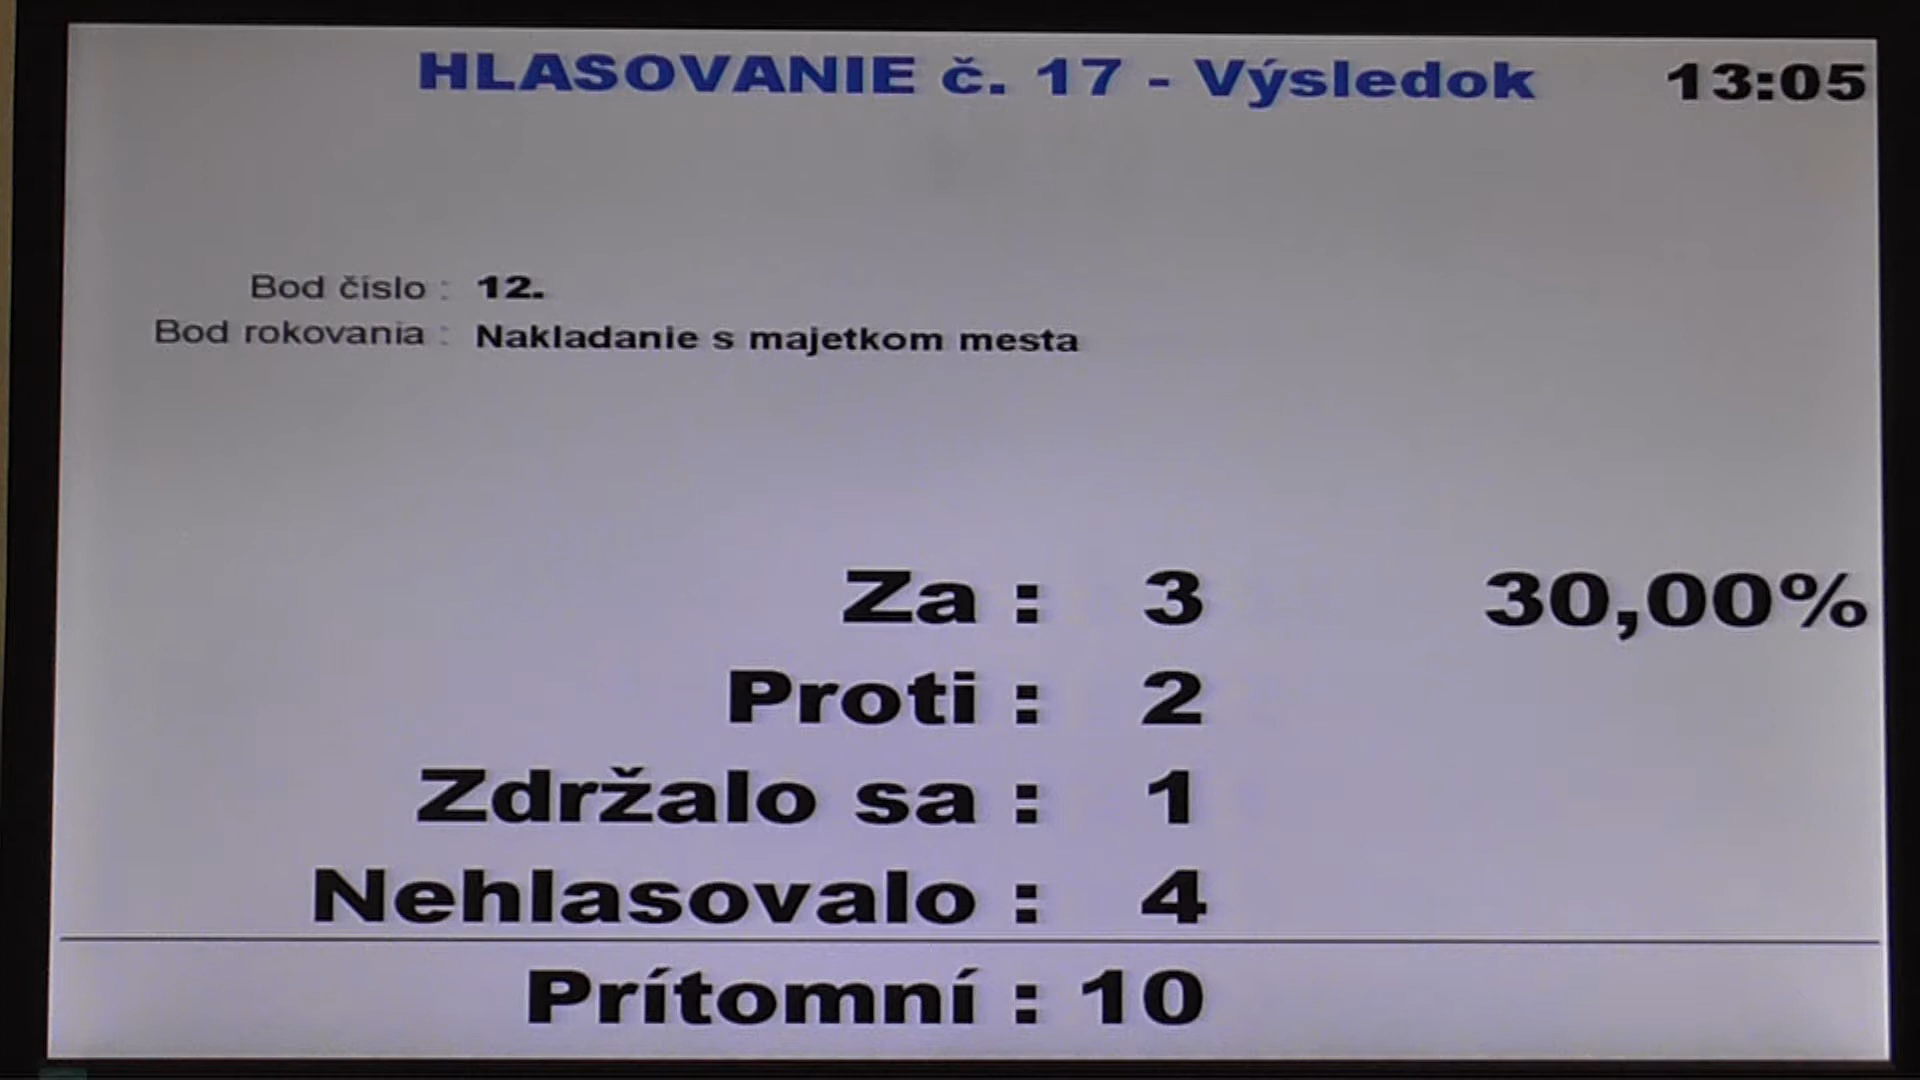 HLASOVANIE č. 17 - Výsledok 13:05
Bod číslo : 12.
Bod rokovania : Nakladanie s majetkom mesta
Za : 3 30,00%
Proti : 2
Zdržalo sa : 1
Nehlasovalo : 4
Prítomní : 10